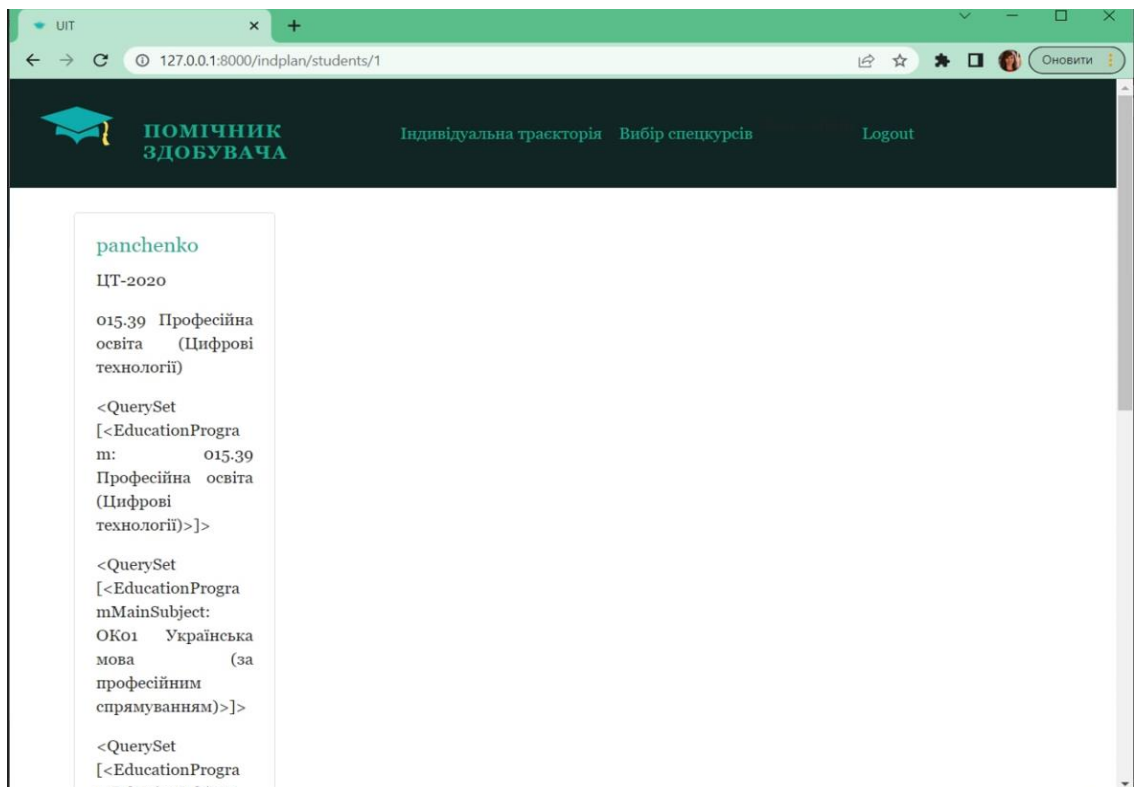 UIT
127.0.0.1:8000/indplan/students/1
Оновити
ПОМІЧНИК
ЗДОБУВАЧА
Індивідуальна траєкторія Вибір спецкурсів Logout
panchenko
ЦТ-2020
015.39 Професійна
освіта (Цифрові
технології)
<QuerySet
[<EducationProgra
m: 015.39
Професійна освіта
(Цифрові
технології)>]>
<QuerySet
[<EducationProgra
mMainSubject:
ОК01 Українська
мова (за
професійним
спрямуванням)>]>
<QuerySet
[<EducationProgra